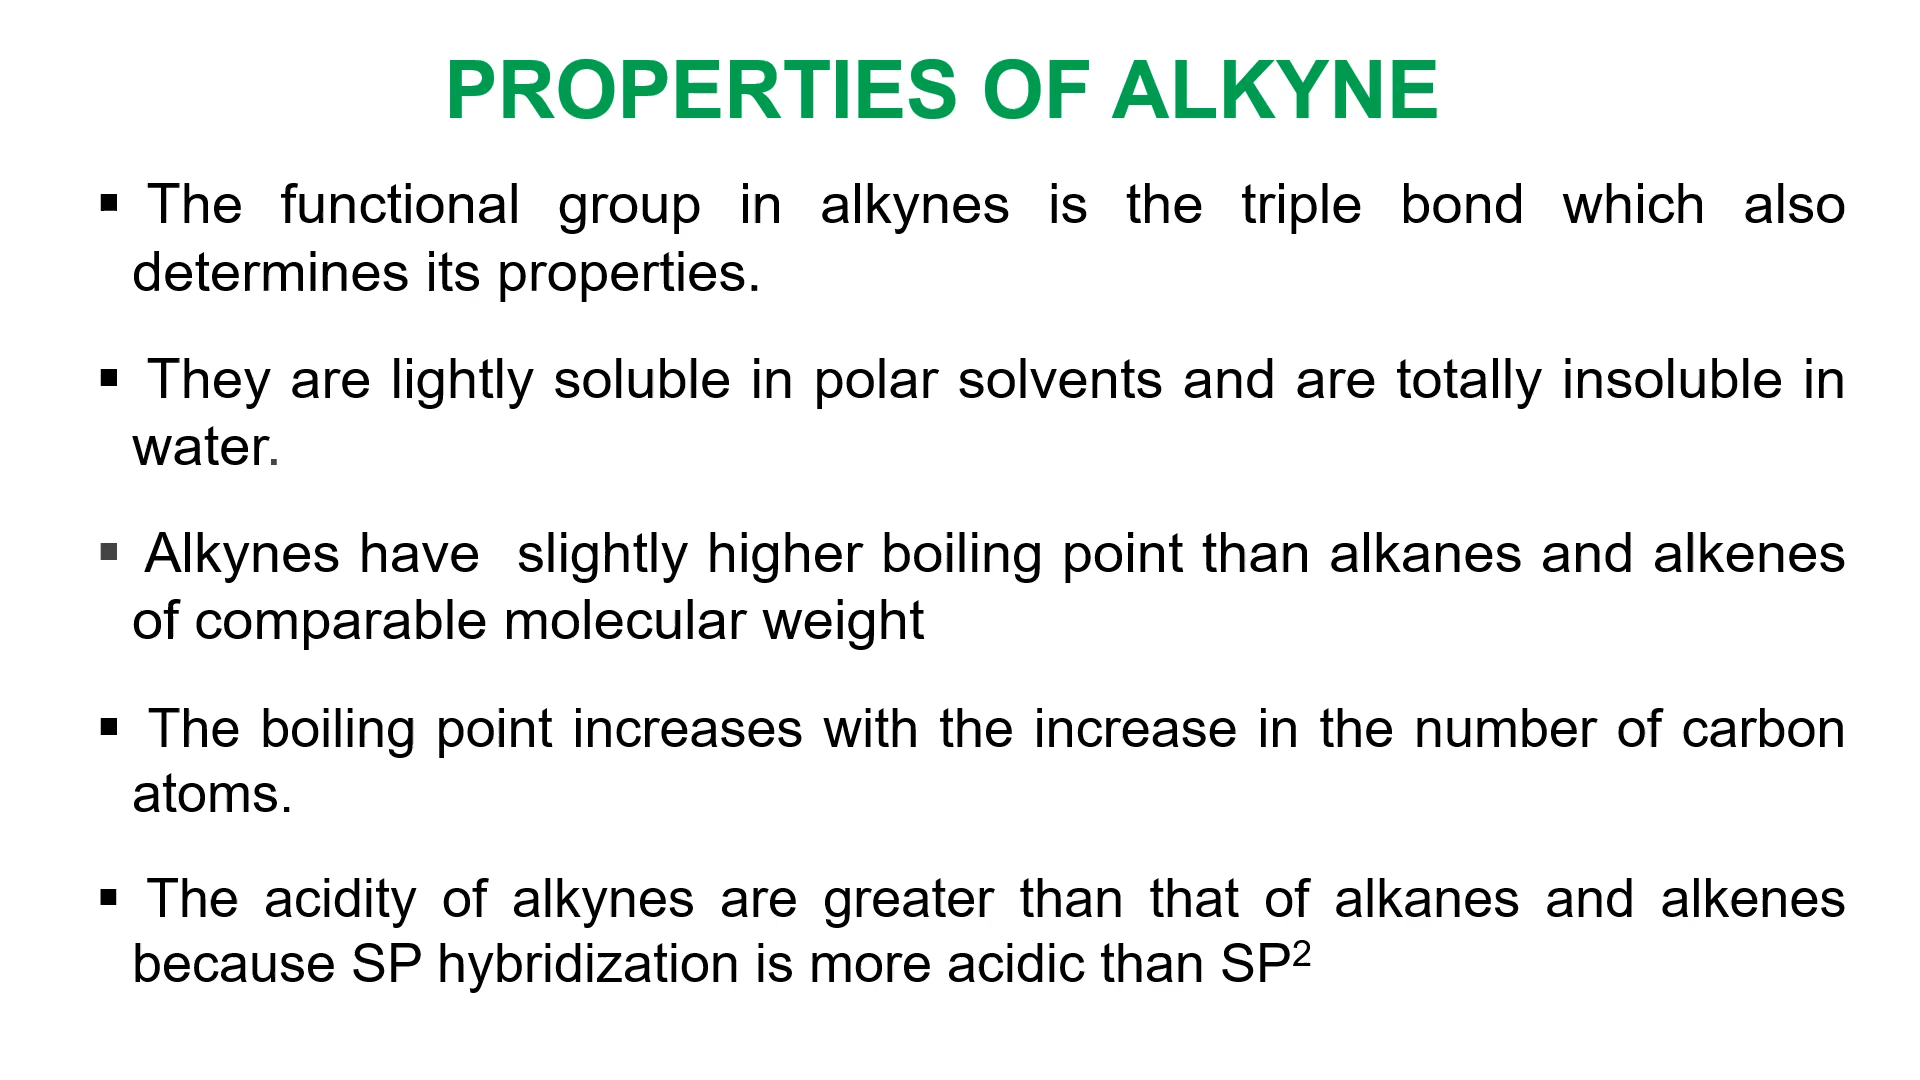 PROPERTIES OF ALKYNE
▪ The functional group in alkynes is the triple bond which also
determines its properties.
▪ They are lightly soluble in polar solvents and are totally insoluble in
water.
▪ Alkynes have  slightly higher boiling point than alkanes and alkenes
of comparable molecular weight
▪ The boiling point increases with the increase in the number of carbon
atoms.
▪ The acidity of alkynes are greater than that of alkanes and alkenes
because SP hybridization is more acidic than SP²